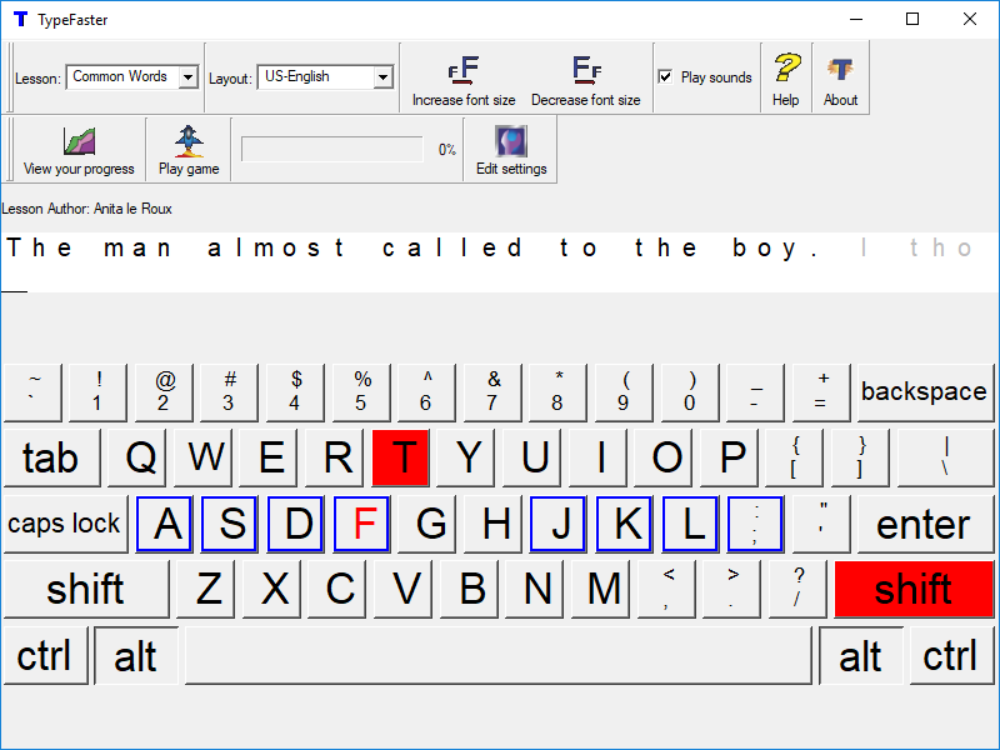 TypeFaster
Lesson: Common Words Layout: US-English Increase font size Decrease font size Play sounds Help About
View your progress Play game 0% Edit settings
Lesson Author: Anita le Roux
The man almost called to the boy. I tho
~ ! @ # $ % ^ & * ( ) _ +
` 1 2 3 4 5 6 7 8 9 0 - = backspace
tab Q W E R T Y U I O P { [ } ] | \
caps lock A S D F G H J K L : ; " ' enter
shift Z X C V B N M < , > . ? / shift
ctrl alt alt ctrl